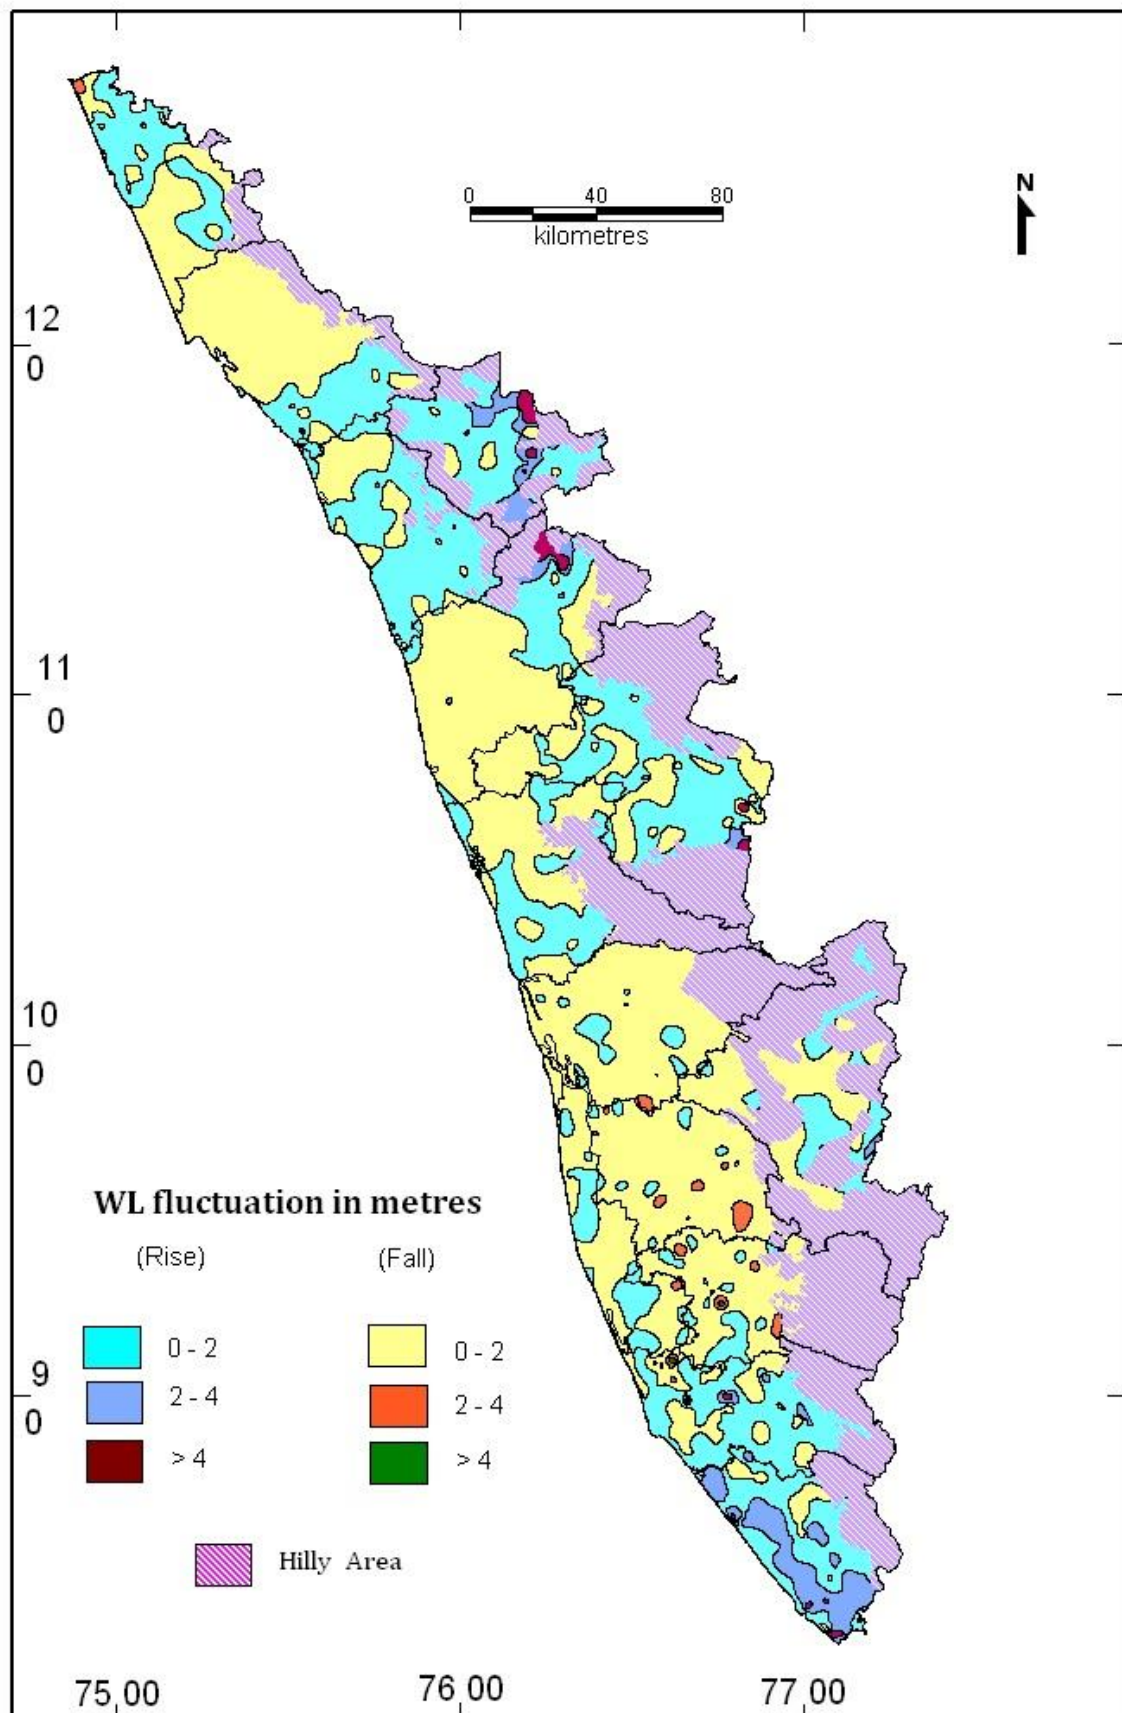 0 40 80
kilometres
N
12
0
11
0
10
0
9
0
WL fluctuation in metres
(Rise) (Fall)
0 - 2 0 - 2
2 - 4 2 - 4
> 4 > 4
Hilly Area
75 00 76 00 77 00